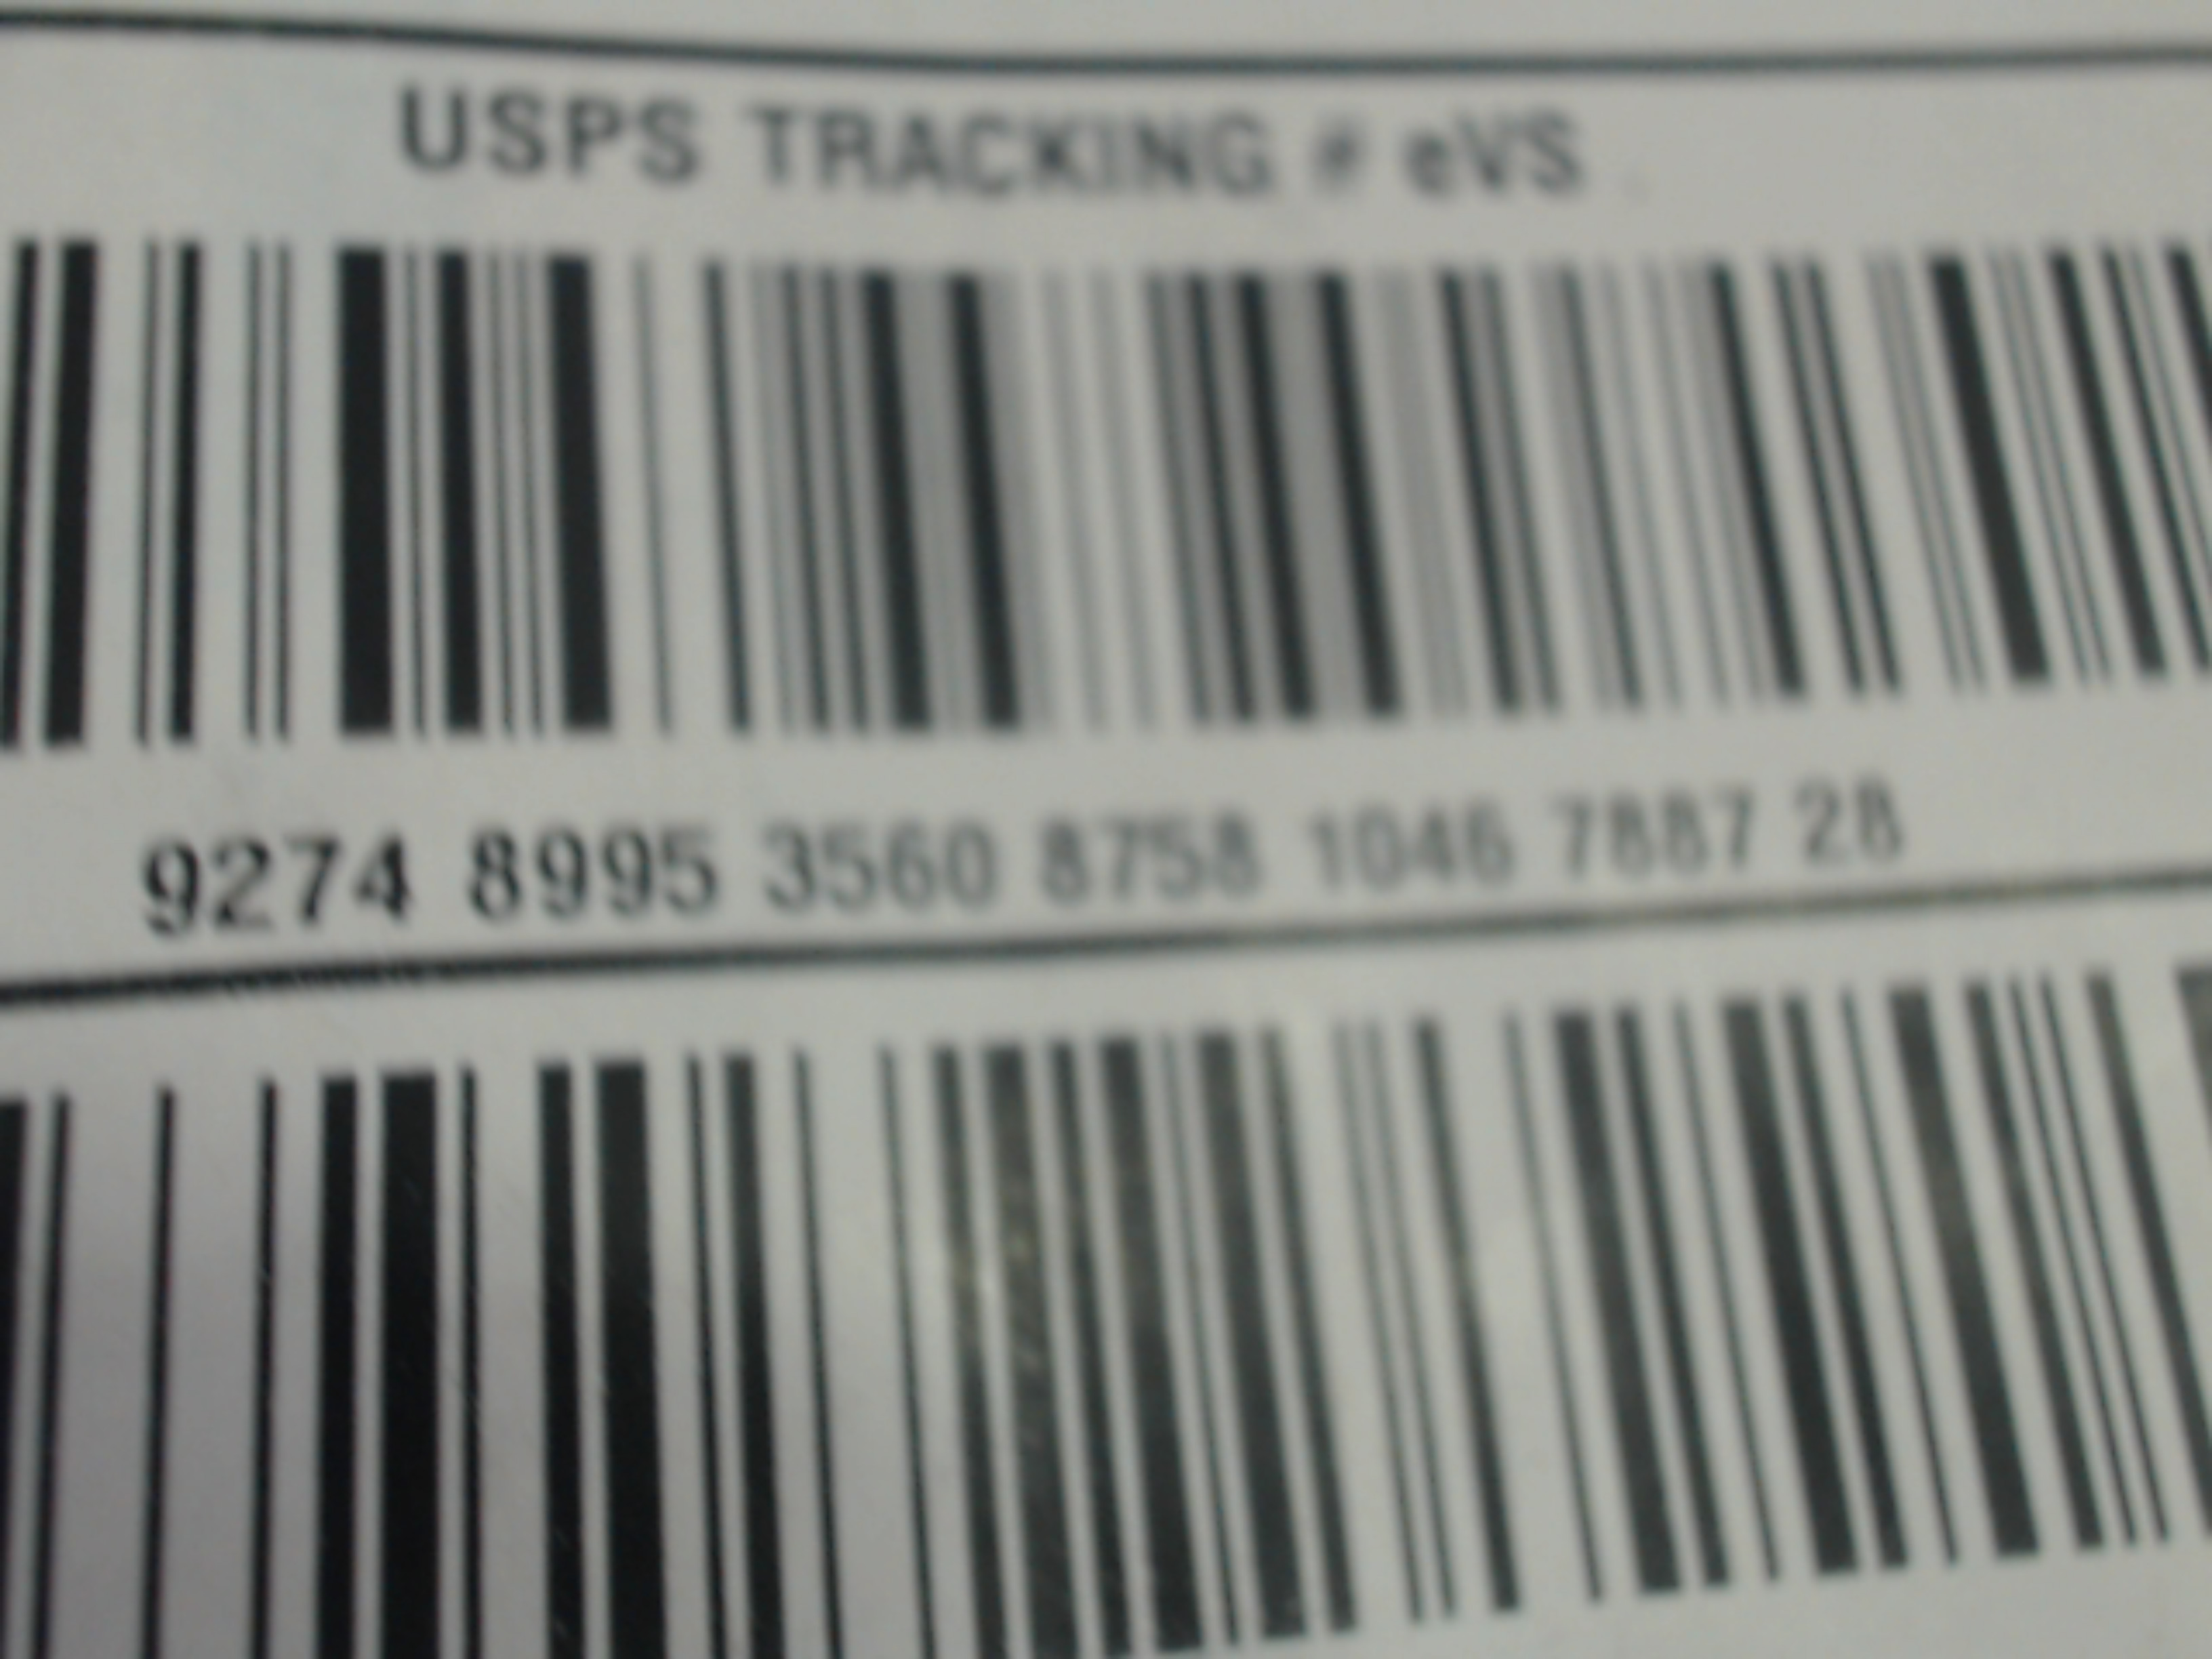 USPS TRACKING # eVS
9274 8995 3560 8758 1046 7887 28